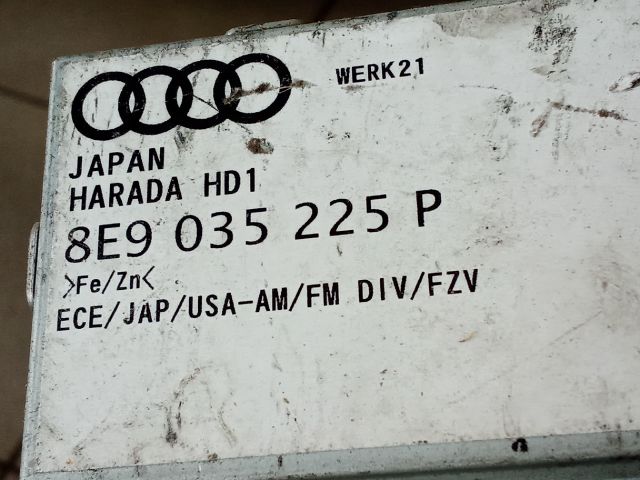 WERK21
JAPAN
HARADA HD1
8E9 035 225 P
>Fe/Zn<
ECE/JAP/USA-AM/FM DIV/FZV